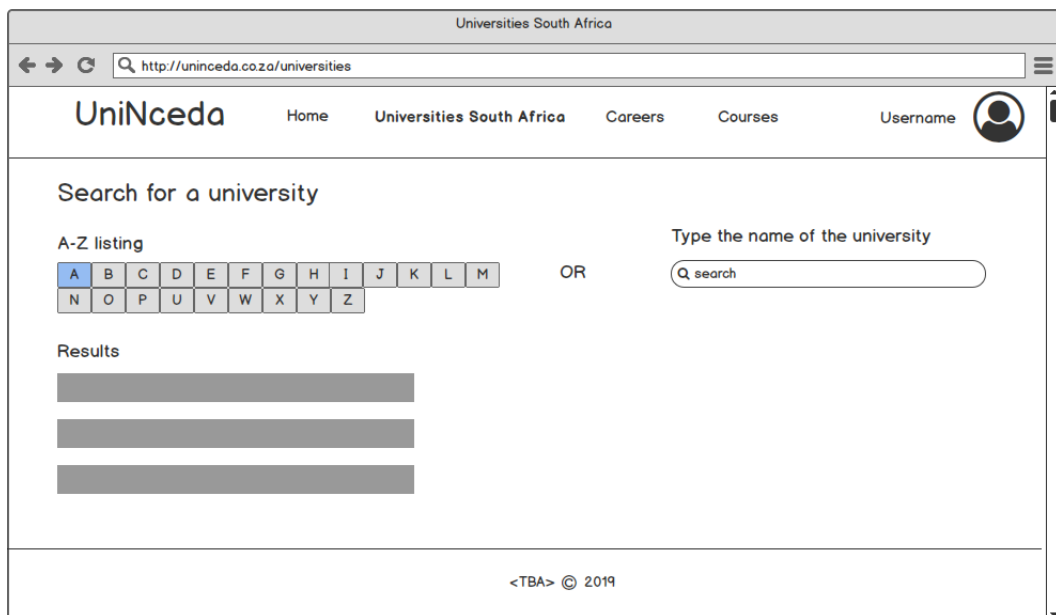 Universities South Africa
http://uninceda.co.za/universities
UniNceda Home Universities South Africa Careers Courses Username
Search for a university
A-Z listing
Type the name of the university
A B C D E F G H I J K L M
OR
search
N O P U V W X Y Z
Results
<TBA> © 2019